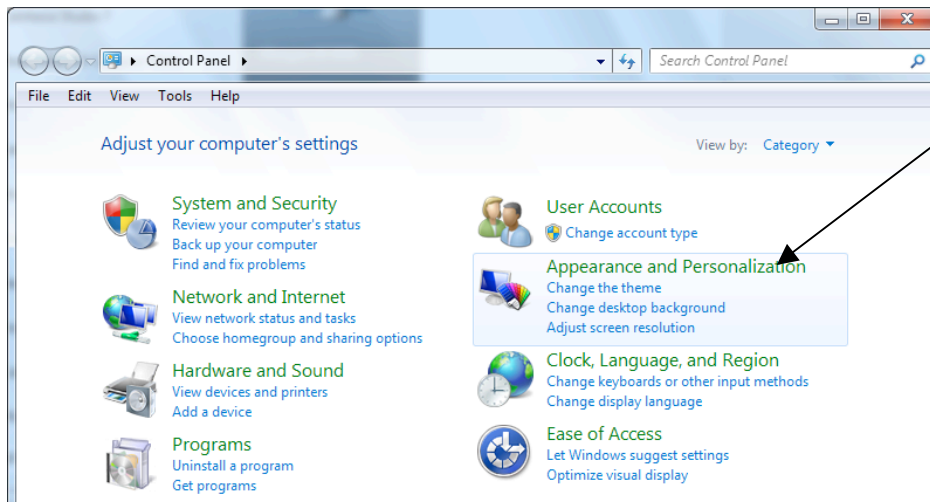 Control Panel
Search Control Panel
File Edit View Tools Help
Adjust your computer's settings
View by: Category
System and Security
Review your computer's status
Back up your computer
Find and fix problems
Network and Internet
View network status and tasks
Choose homegroup and sharing options
Hardware and Sound
View devices and printers
Add a device
Programs
Uninstall a program
Get programs
User Accounts
Change account type
Appearance and Personalization
Change the theme
Change desktop background
Adjust screen resolution
Clock, Language, and Region
Change keyboards or other input methods
Change display language
Ease of Access
Let Windows suggest settings
Optimize visual display